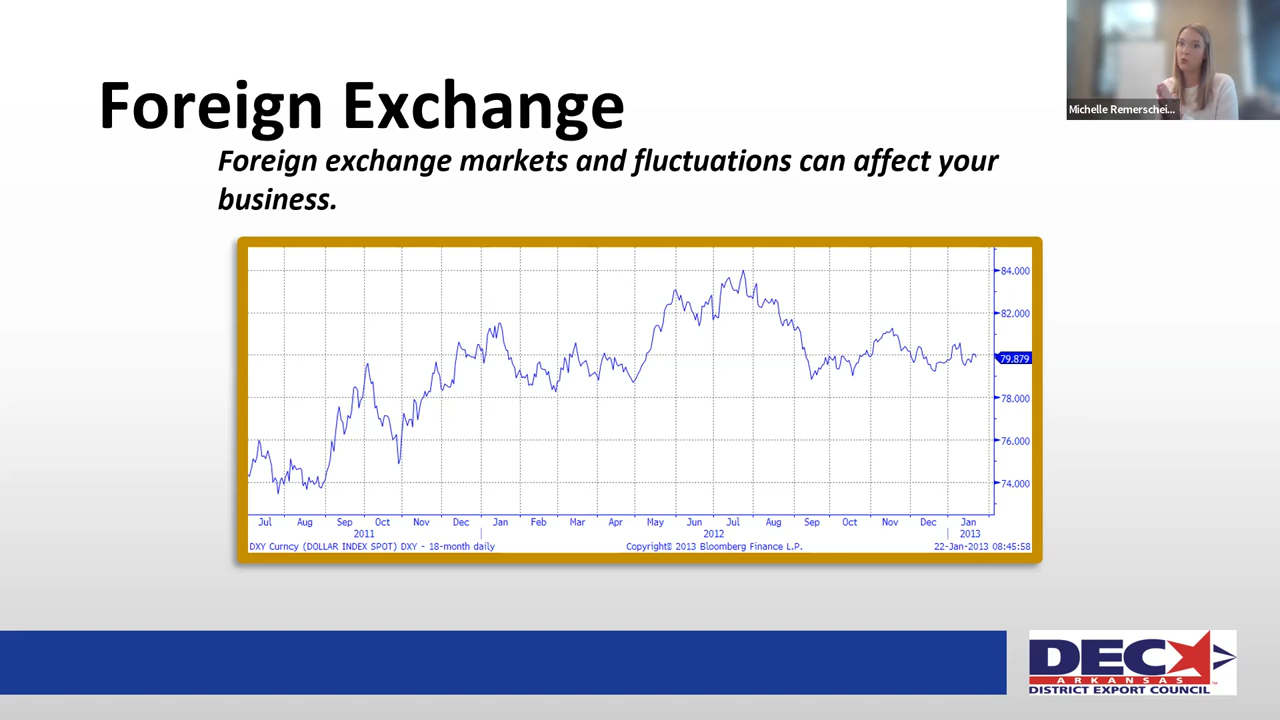 Foreign Exchange
Michelle Remerschei...
Foreign exchange markets and fluctuations can affect your
business.
84.000
82.000
79.879
78.000
76.000
74.000
Jul Aug Sep Oct Nov Dec Jan Feb Mar Apr May Jun Jul Aug Sep Oct Nov Dec Jan
2011 2012 2013
DXY Curncy (DOLLAR INDEX SPOT) DXY - 18-month daily Copyright© 2013 Bloomberg Finance L.P. 22-Jan-2013 08:45:58
DEC
ARKANSAS
DISTRICT EXPORT COUNCIL